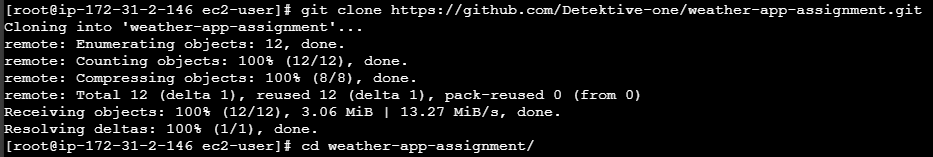 [root@ip-172-31-2-146 ec2-user]# git clone https://github.com/Detektive-one/weather-app-assignment.git
Cloning into 'weather-app-assignment'...
remote: Enumerating objects: 12, done.
remote: Counting objects: 100% (12/12), done.
remote: Compressing objects: 100% (8/8), done.
remote: Total 12 (delta 1), reused 12 (delta 1), pack-reused 0 (from 0)
Receiving objects: 100% (12/12), 3.06 MiB | 13.27 MiB/s, done.
Resolving deltas: 100% (1/1), done.
[root@ip-172-31-2-146 ec2-user]# cd weather-app-assignment/